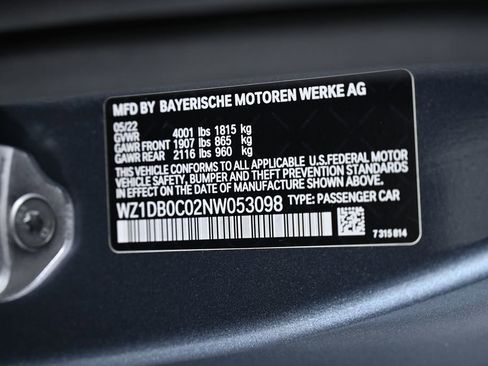 MFD BY BAYERISCHE MOTOREN WERKE AG
05/22
GVWR 4001 lbs 1815 kg
GAWR FRONT 1907 lbs 865 kg
GAWR REAR 2116 lbs 960 kg
THIS VEHICLE CONFORMS TO ALL APPLICABLE U.S.FEDERAL MOTOR
VEHICLE SAFETY, BUMPER AND THEFT PREVENTION STANDARDS
IN EFFECT ON THE DATE OF MANUFACTURE SHOWN ABOVE.
WZ1DB0C02NW053098 TYPE: PASSENGER CAR
7 315 814